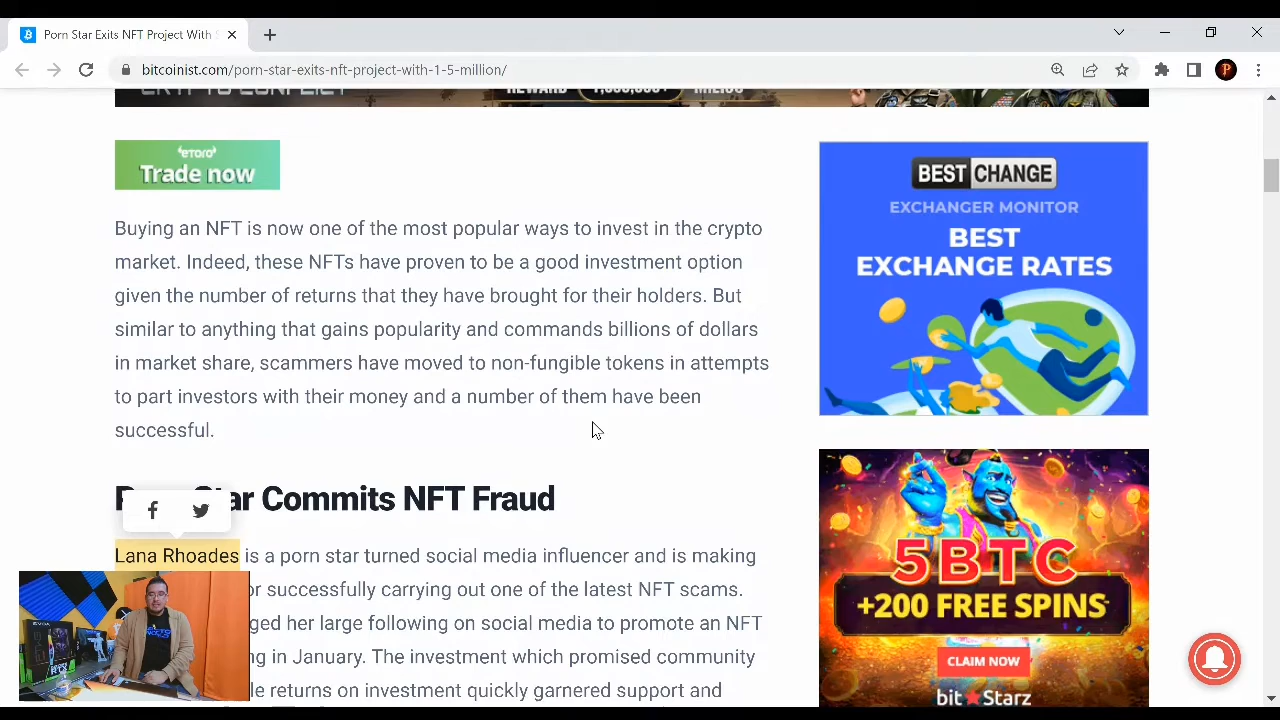 Porn Star Exits NFT Project With
bitcoinist.com/porn-star-exits-nft-project-with-1-5-million/
P
CRYPTO CONFLICT
REWARD
eToro
Trade now
Buying an NFT is now one of the most popular ways to invest in the crypto
market. Indeed, these NFTs have proven to be a good investment option
given the number of returns that they have brought for their holders. But
similar to anything that gains popularity and commands billions of dollars
in market share, scammers have moved to non-fungible tokens in attempts
to part investors with their money and a number of them have been
successful.
Star Commits NFT Fraud
Lana Rhoades is a porn star turned social media influencer and is making
or successfully carrying out one of the latest NFT scams.
ged her large following on social media to promote an NFT
ng in January. The investment which promised community
le returns on investment quickly garnered support and
BEST CHANGE
EXCHANGER MONITOR
BEST
EXCHANGE RATES
5BTC
+200 FREE SPINS
CLAIM NOW
bitStarz
EVGA